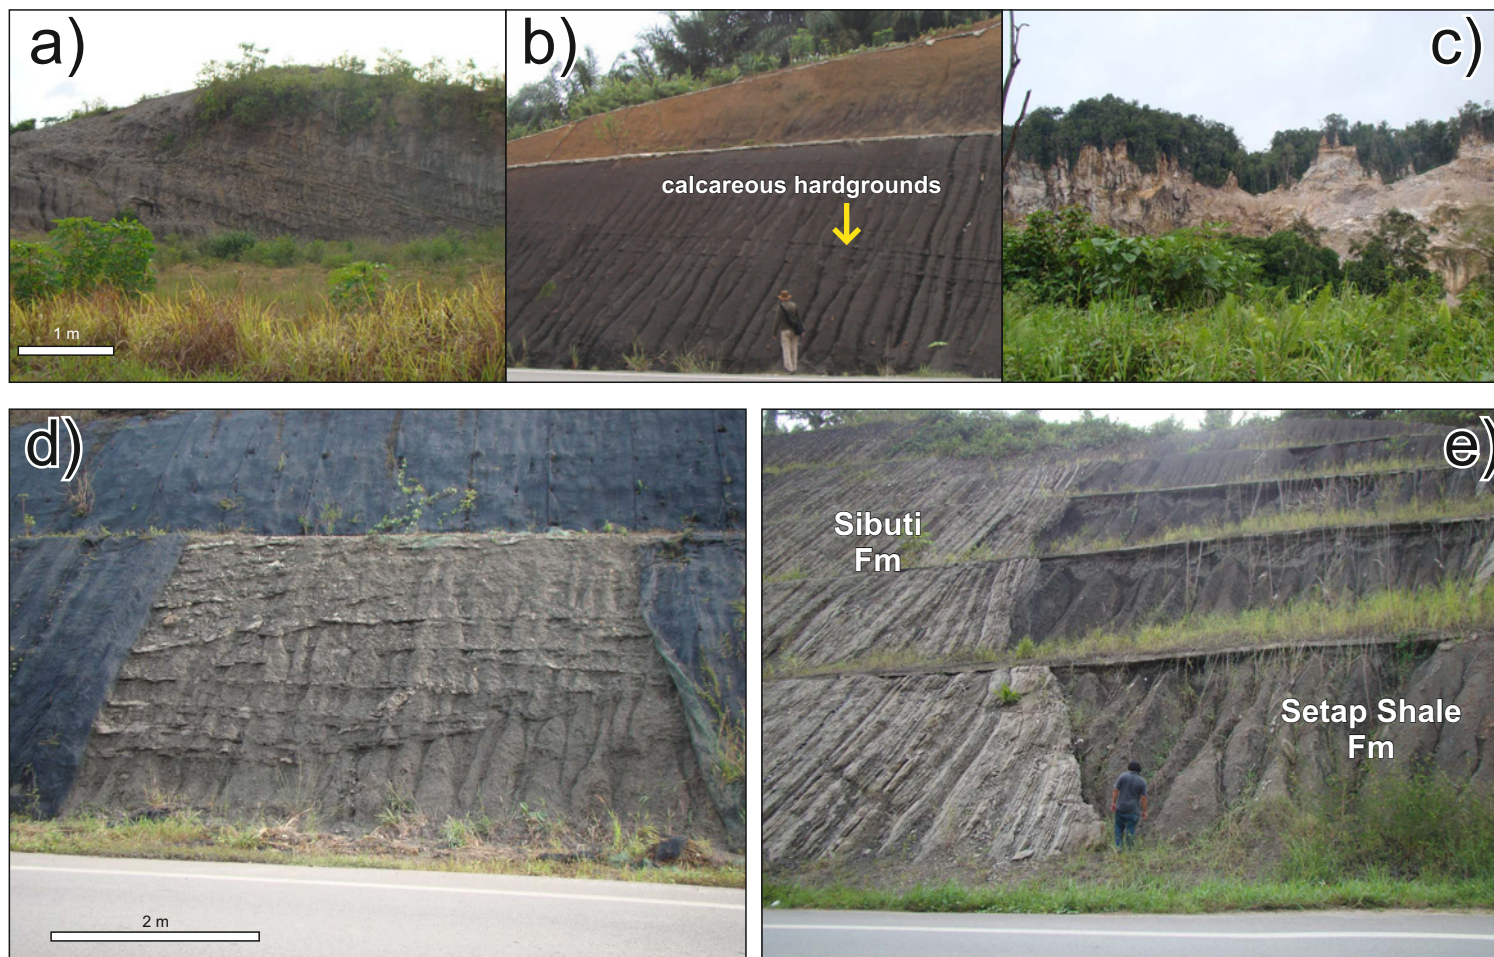 a)
b)
c)
calcareous hardgrounds
1 m
d)
e)
Sibuti
Fm
Setap Shale
Fm
2 m